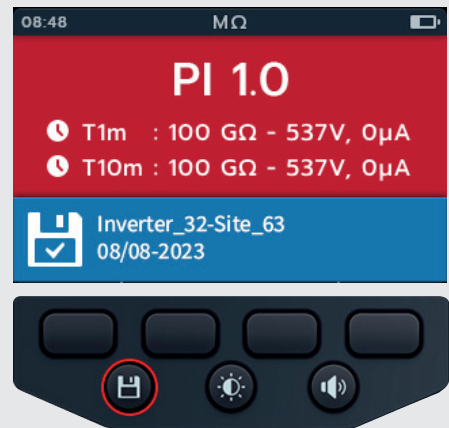 08:48 MΩ
PI 1.0
T1m : 100 GΩ - 537V, 0µA
T10m : 100 GΩ - 537V, 0µA
Inverter_32-Site_63
08/08-2023